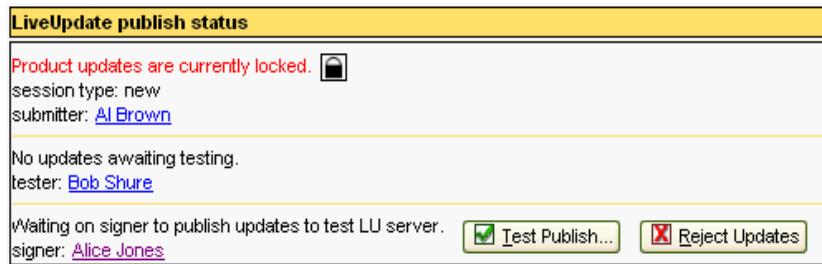 LiveUpdate publish status
Product updates are currently locked.
session type: new
submitter: Al Brown
No updates awaiting testing.
tester: Bob Shure
Waiting on signer to publish updates to test LU server.
signer: Alice Jones
Test Publish...
Reject Updates